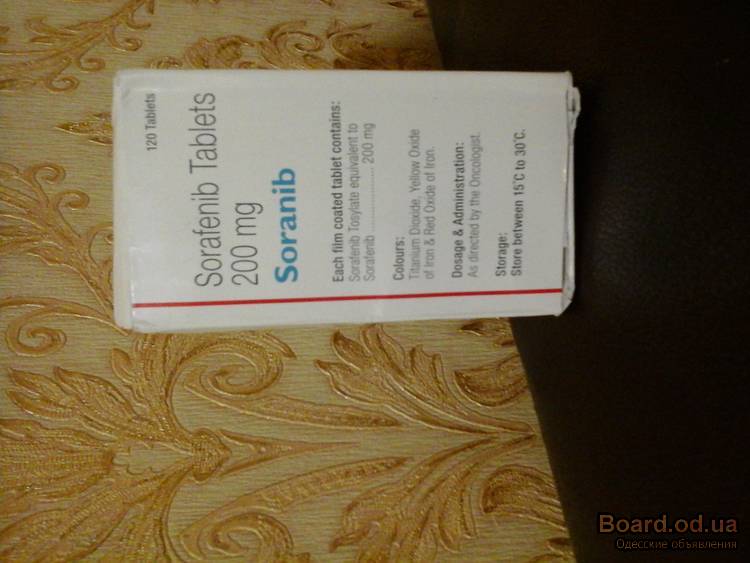 120 Tablets
Sorafenib Tablets
200 mg
Soranib
Each film coated tablet contains:
Sorafenib Tosylate equivalent to
Sorafenib ........................ 200 mg
Colours:
Titanium Dioxide, Yellow Oxide
of Iron & Red Oxide of Iron.
Dosage & Administration:
As directed by the Oncologist.
Storage:
Store between 15°C to 30°C.
Board.od.ua
Одесские объявления